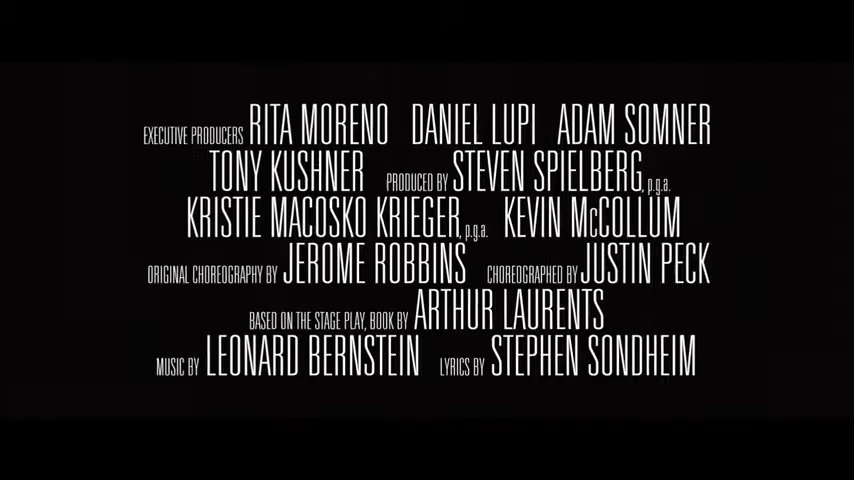 EXECUTIVE PRODUCERS RITA MORENO DANIEL LUPI ADAM SOMNER
TONY KUSHNER PRODUCED BY STEVEN SPIELBERG, p.g.a.
KRISTIE MACOSKO KRIEGER, p.g.a. KEVIN McCOLLUM
ORIGINAL CHOREOGRAPHY BY JEROME ROBBINS CHOREOGRAPHED BY JUSTIN PECK
BASED ON THE STAGE PLAY, BOOK BY ARTHUR LAURENTS
MUSIC BY LEONARD BERNSTEIN LYRICS BY STEPHEN SONDHEIM